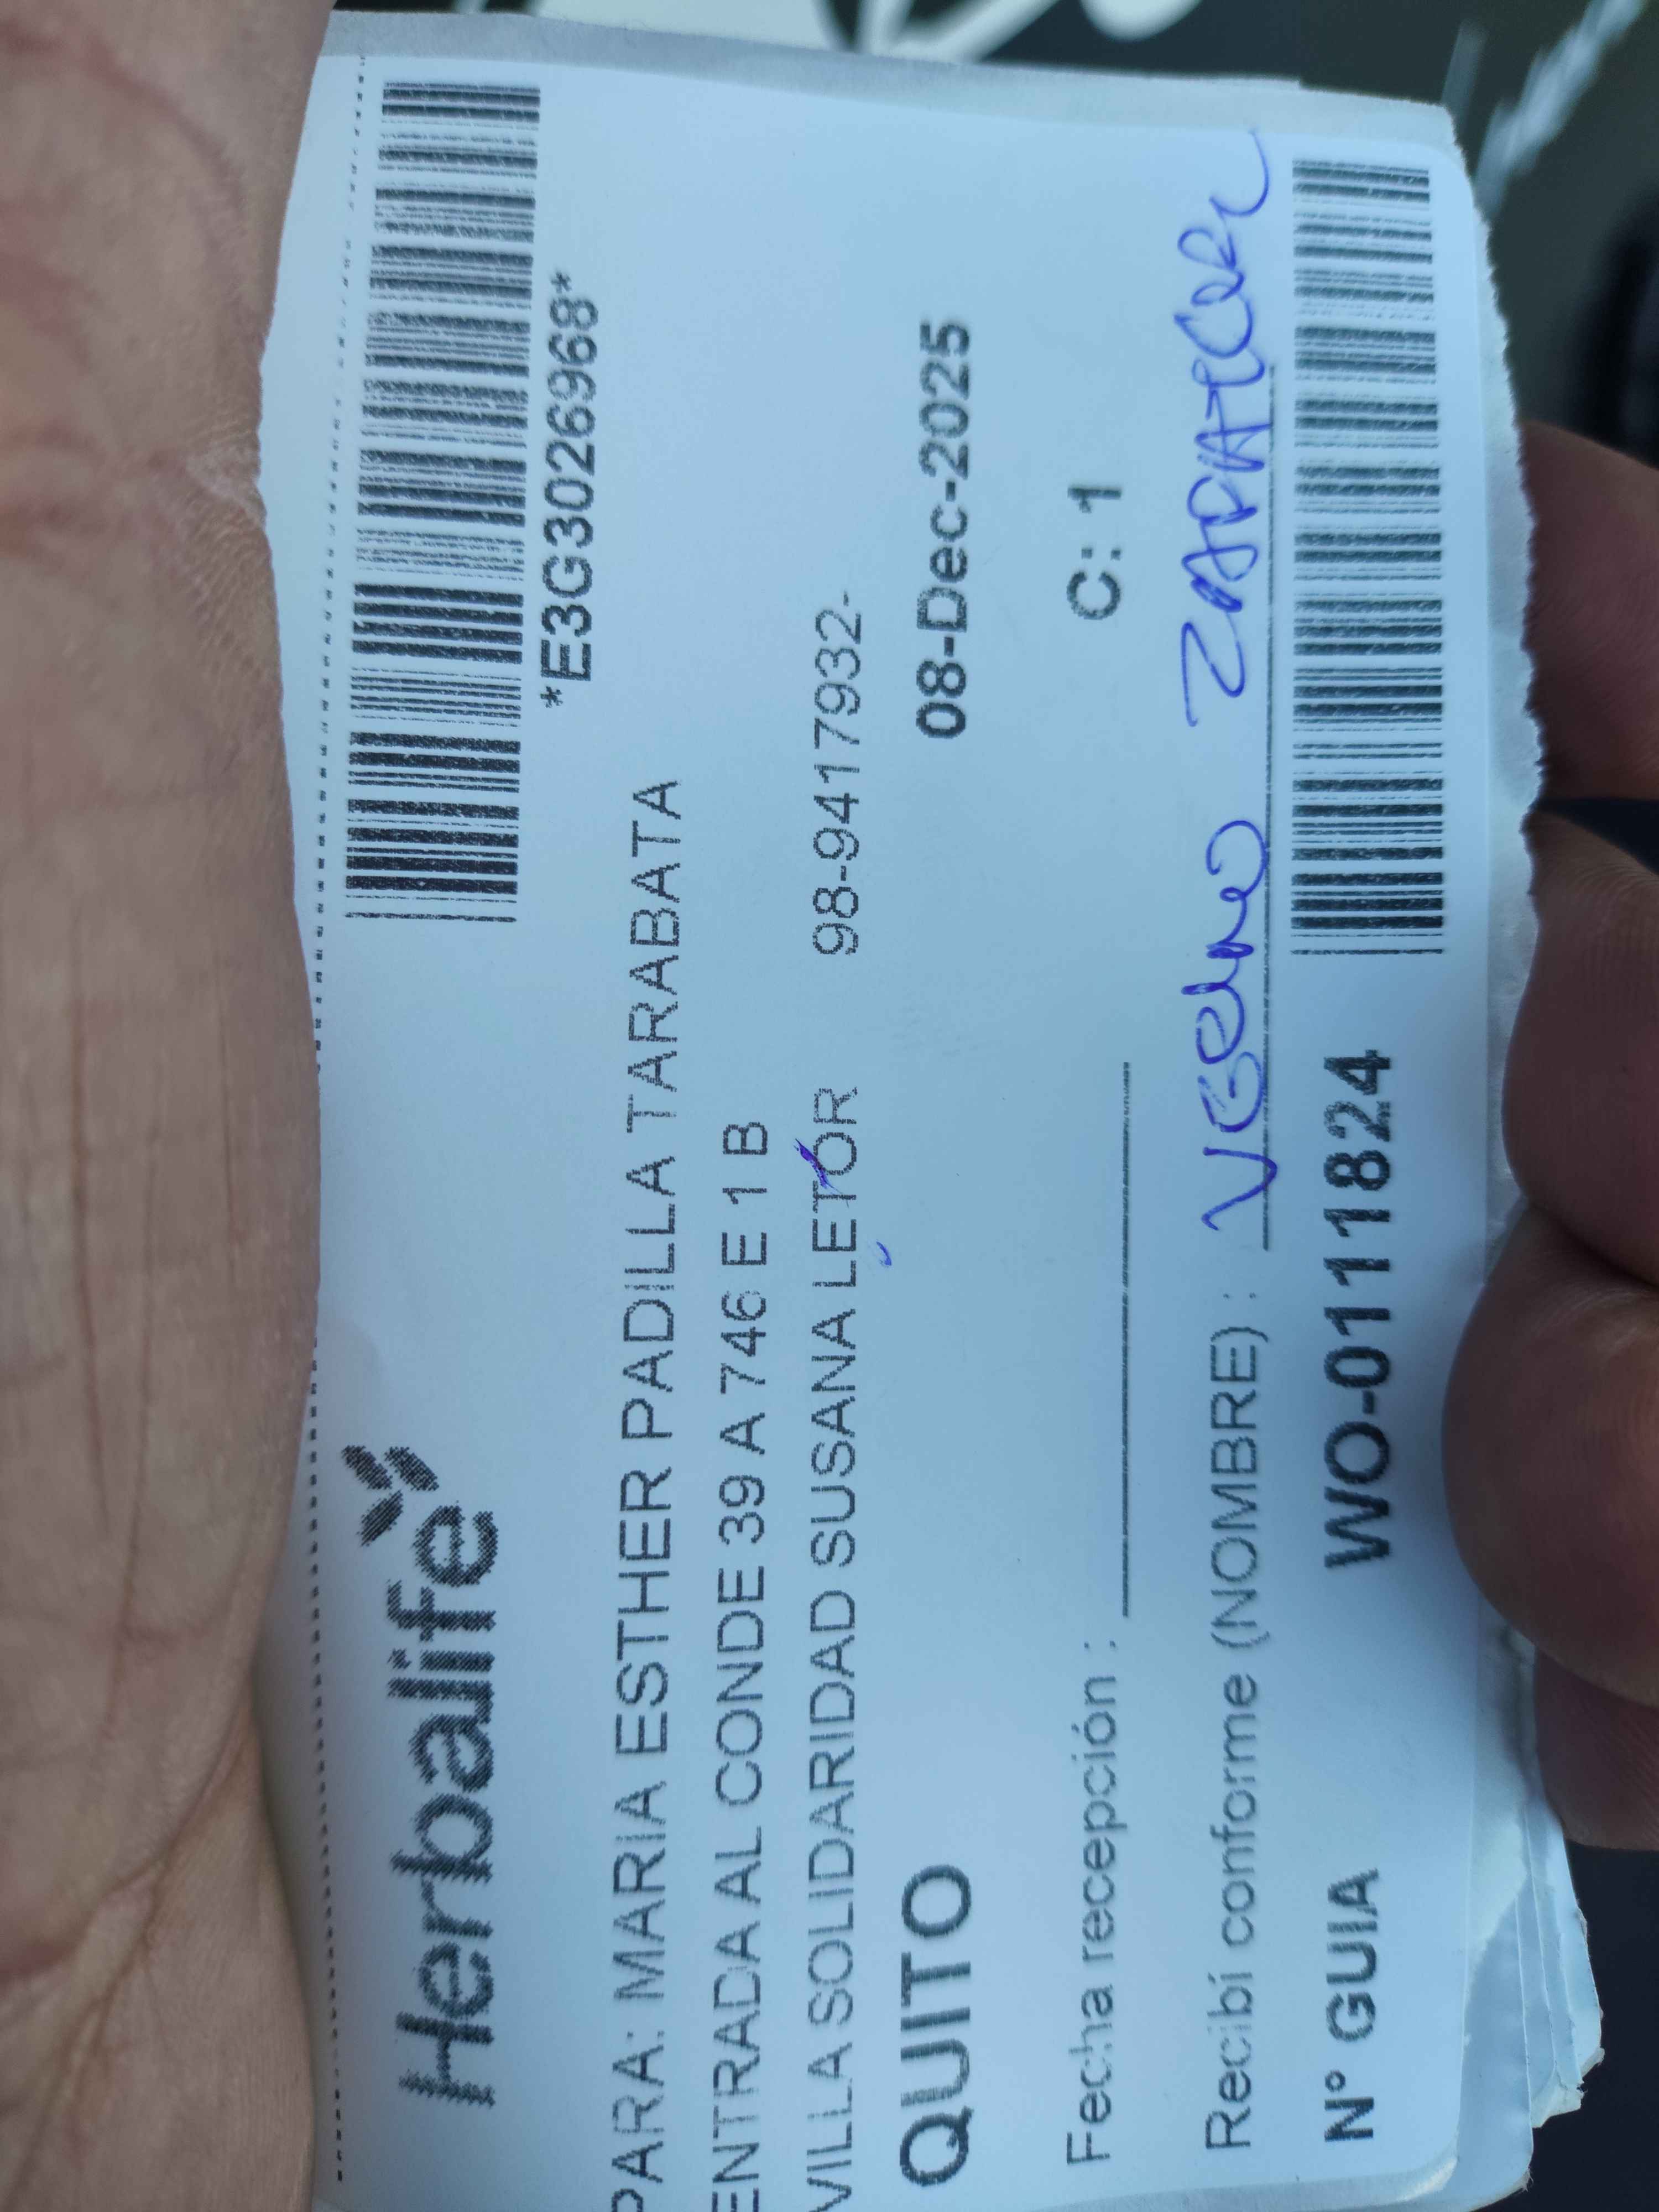 Herbalife
*E3G3026968*
PARA: MARIA ESTHER PADILLA TARABATA
ENTRADA AL CONDE 39 A 746 E 1 B
VILLA SOLIDARIDAD SUSANA LETOR 98-9417932-
QUITO 08-Dec-2025
Fecha recepción : C: 1
Recibí conforme (NOMBRE) :
N° GUIA WO-0111824